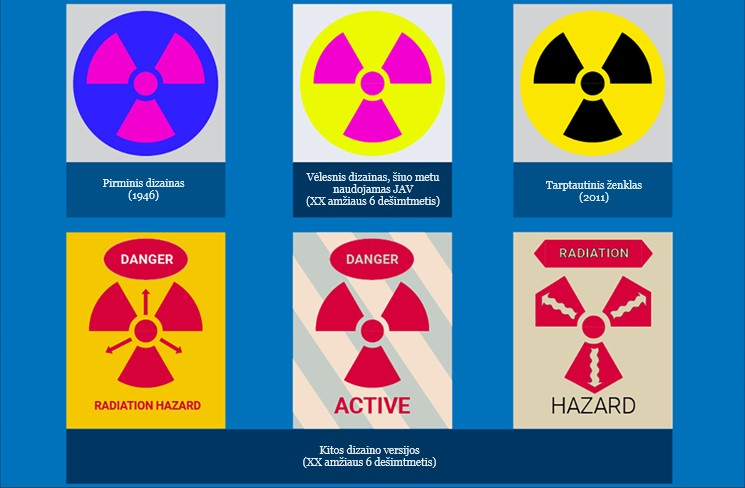 Pirminis dizainas
(1946)
Vėlesnis dizainas, šiuo metu
naudojamas JAV
(XX amžiaus 6 dešimtmetis)
Tarptautinis ženklas
(2011)
DANGER
RADIATION HAZARD
DANGER
ACTIVE
RADIATION
HAZARD
Kitos dizaino versijos
(XX amžiaus 6 dešimtmetis)